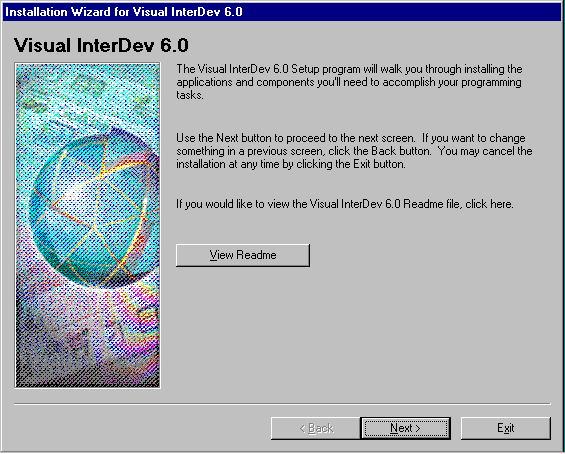 Installation Wizard for Visual InterDev 6.0
Visual InterDev 6.0
The Visual InterDev 6.0 Setup program will walk you through installing the
applications and components you'll need to accomplish your programming
tasks.
Use the Next button to proceed to the next screen.  If you want to change
something in a previous screen, click the Back button.  You may cancel the
installation at any time by clicking the Exit button.
If you would like to view the Visual InterDev 6.0 Readme file, click here.
View Readme
< Back
Next >
Exit